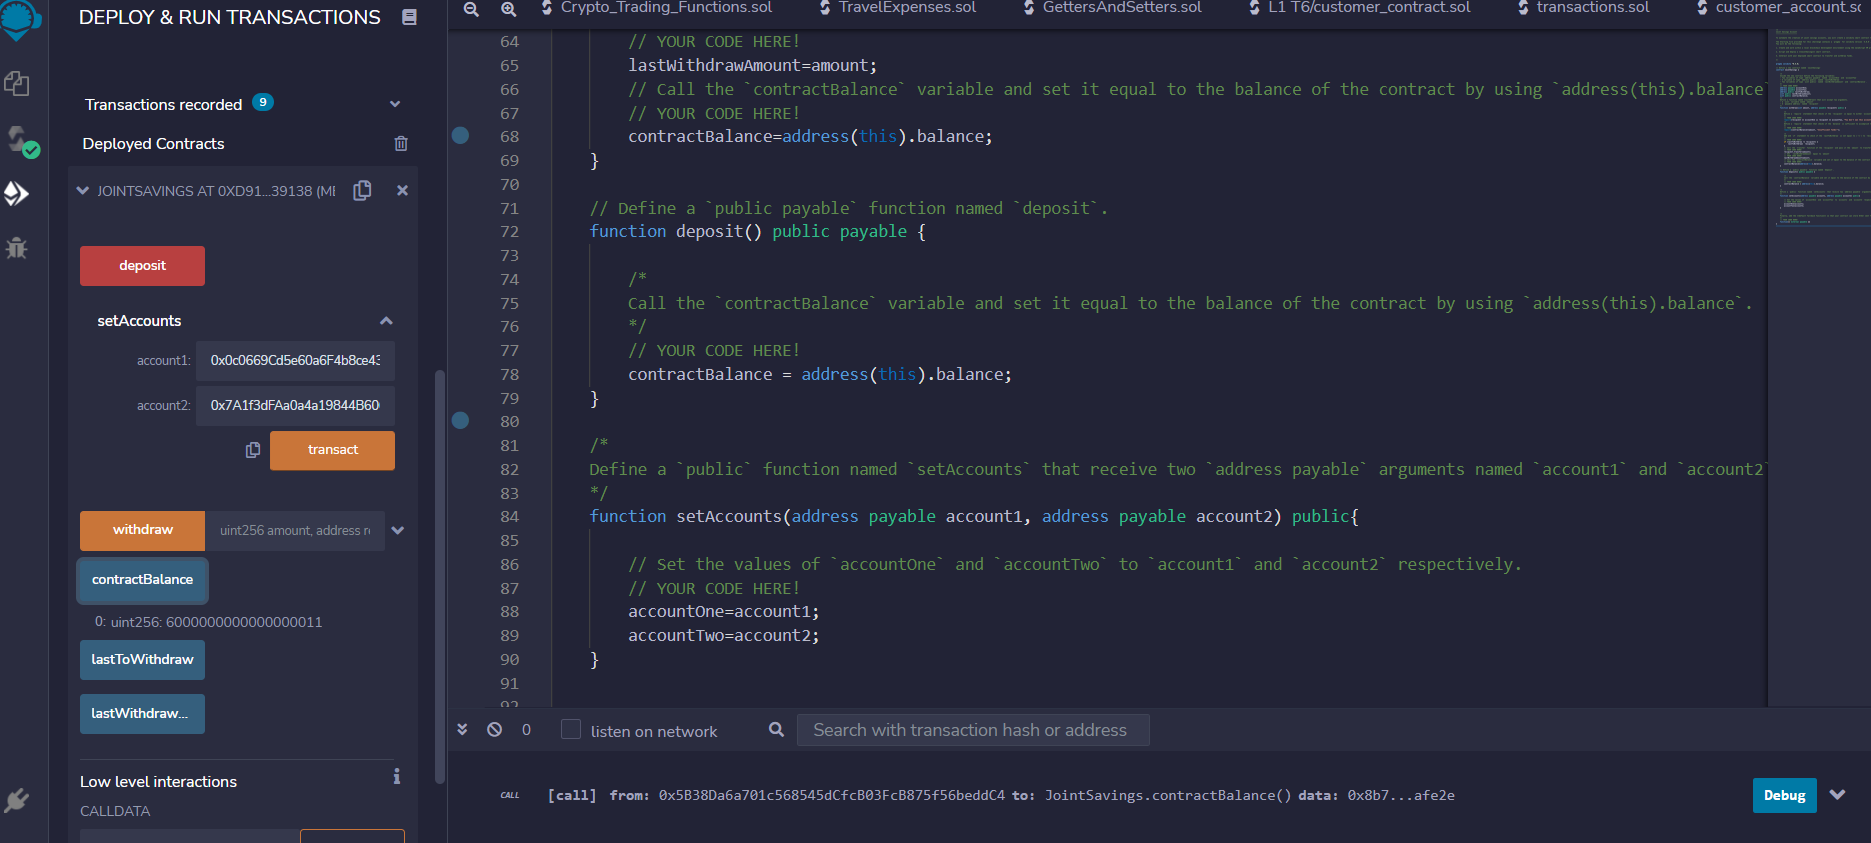 DEPLOY & RUN TRANSACTIONS
Transactions recorded 9
Deployed Contracts
JOINTSAVINGS AT 0XD91...39138 (ME
deposit
setAccounts
account1: 0x0c0669Cd5e60a6F4b8ce43
account2: 0x7A1f3dFAa0a4a19844B60
transact
withdraw uint256 amount, address re
contractBalance
0: uint256: 6000000000000000011
lastToWithdraw
lastWithdraw...
Low level interactions
CALLDATA
Crypto_Trading_Functions.sol TravelExpenses.sol GettersAndSetters.sol L1 T6/customer_contract.sol transactions.sol customer_account.so
64 // YOUR CODE HERE!
65 lastWithdrawAmount=amount;
66 // Call the `contractBalance` variable and set it equal to the balance of the contract by using `address(this).balance
67 // YOUR CODE HERE!
68 contractBalance=address(this).balance;
69 }
70
71 // Define a `public payable` function named `deposit`.
72 function deposit() public payable {
73
74 /*
75 Call the `contractBalance` variable and set it equal to the balance of the contract by using `address(this).balance`.
76 */
77 // YOUR CODE HERE!
78 contractBalance = address(this).balance;
79 }
80
81 /*
82 Define a `public` function named `setAccounts` that receive two `address payable` arguments named `account1` and `account2`
83 */
84 function setAccounts(address payable account1, address payable account2) public{
85
86 // Set the values of `accountOne` and `accountTwo` to `account1` and `account2` respectively.
87 // YOUR CODE HERE!
88 accountOne=account1;
89 accountTwo=account2;
90 }
91
92
0 listen on network Search with transaction hash or address
CALL [call] from: 0x5B38Da6a701c568545dCfcB03FcB875f56beddC4 to: JointSavings.contractBalance() data: 0x8b7...afe2e Debug